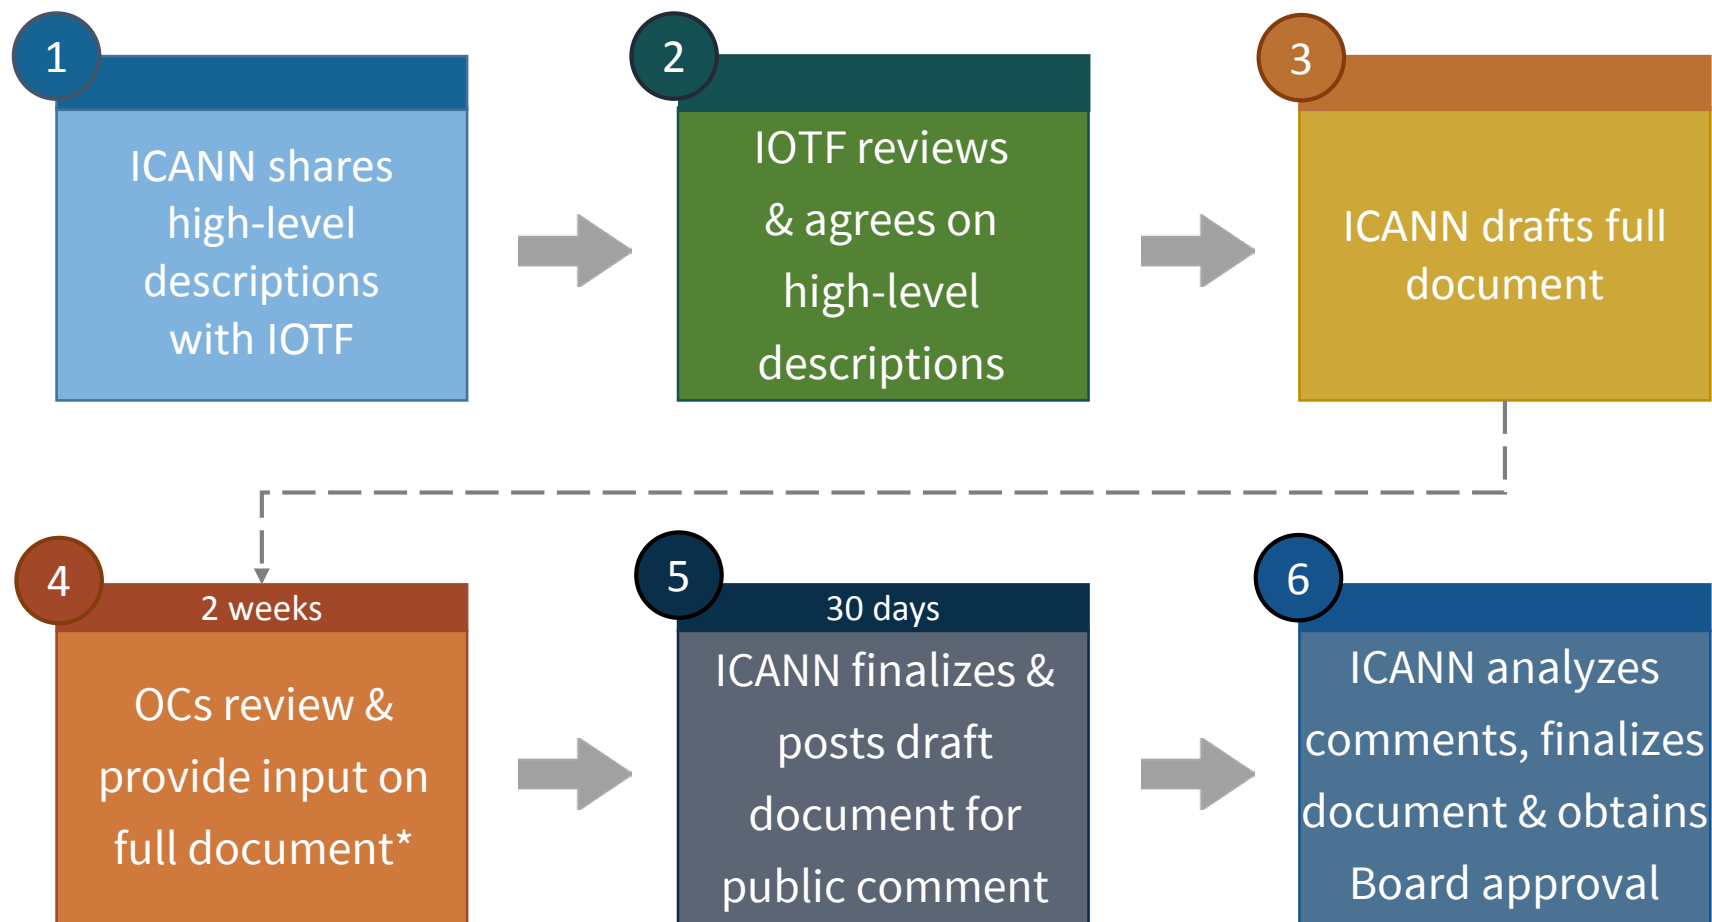 1
ICANN shares
high-level
descriptions
with IOTF
2
IOTF reviews
& agrees on
high-level
descriptions
3
ICANN drafts full
document
4
2 weeks
OCs review &
provide input on
full document*
5
30 days
ICANN finalizes &
posts draft
document for
public comment
6
ICANN analyzes
comments, finalizes
document & obtains
Board approval